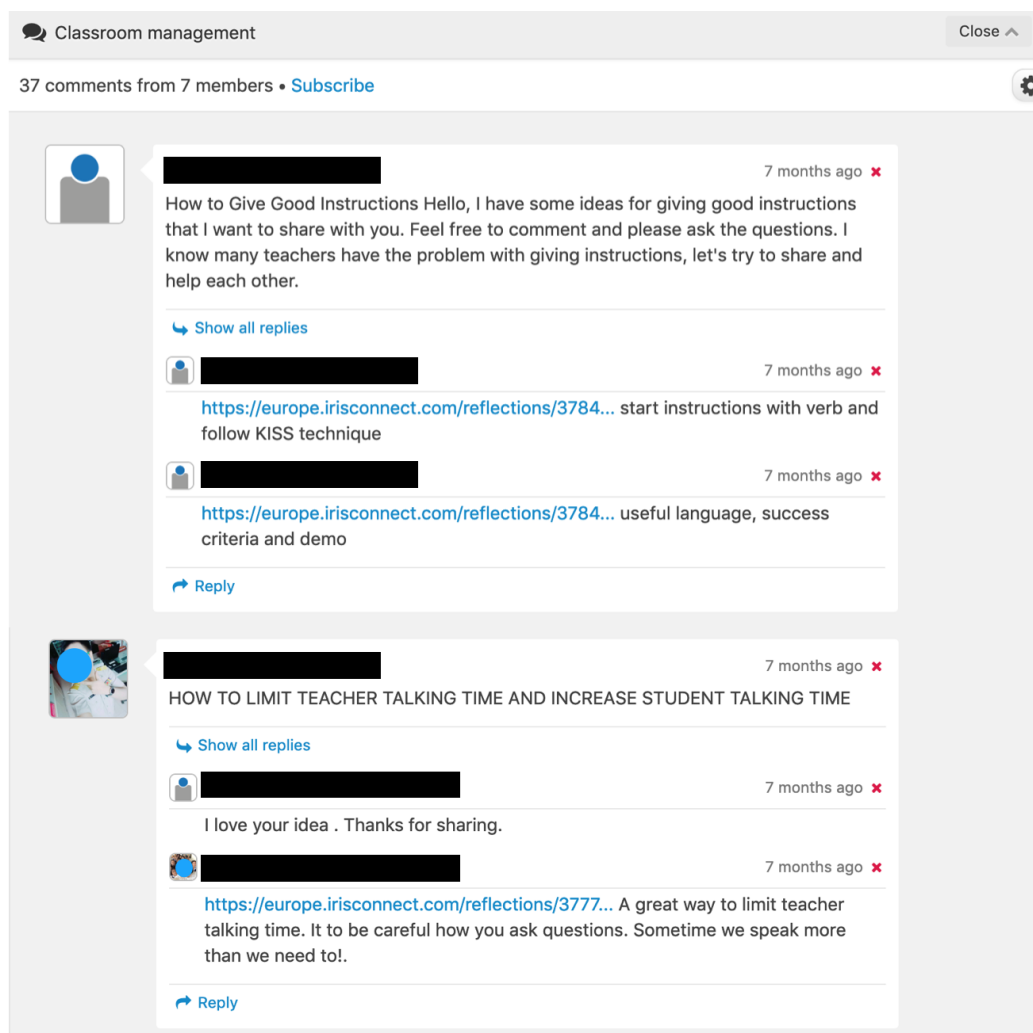 Classroom management
Close
37 comments from 7 members • Subscribe
7 months ago
How to Give Good Instructions Hello, I have some ideas for giving good instructions
that I want to share with you. Feel free to comment and please ask the questions. I
know many teachers have the problem with giving instructions, let's try to share and
help each other.
Show all replies
7 months ago
https://europe.irisconnect.com/reflections/3784... start instructions with verb and
follow KISS technique
7 months ago
https://europe.irisconnect.com/reflections/3784... useful language, success
criteria and demo
Reply
7 months ago
HOW TO LIMIT TEACHER TALKING TIME AND INCREASE STUDENT TALKING TIME
Show all replies
7 months ago
I love your idea . Thanks for sharing.
7 months ago
https://europe.irisconnect.com/reflections/3777... A great way to limit teacher
talking time. It to be careful how you ask questions. Sometime we speak more
than we need to!.
Reply